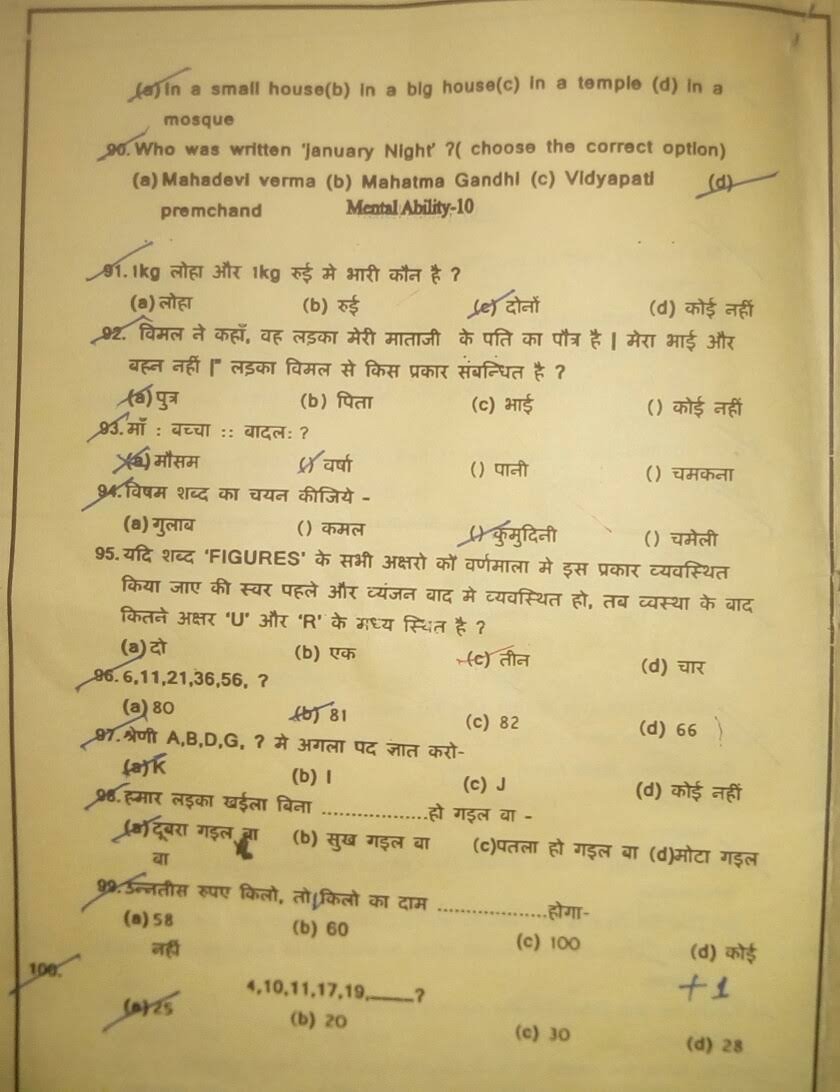 (a) In a small house(b) in a big house(c) in a temple (d) in a
mosque
90. Who was written 'january Night' ?( choose the correct option)
(a) Mahadevi verma (b) Mahatma Gandhi (c) Vidyapati (d)
premchand Mental Ability-10
91. 1kg लोहा और 1kg रुई मे भारी कौन है ?
(a) लोहा (b) रुई (c) दोनों (d) कोई नहीं
92. विमल ने कहाँ, वह लडका मेरी माताजी के पति का पौत्र है | मेरा भाई और
बहन नहीं |" लड़का विमल से किस प्रकार संबन्धित है ?
(a) पुत्र (b) पिता (c) भाई () कोई नहीं
93. माँ : बच्चा :: बादल: ?
(a) मौसम () वर्षा () पानी () चमकना
94. विषम शब्द का चयन कीजिये -
(a) गुलाब () कमल () कुमुदिनी () चमेली
95. यदि शब्द 'FIGURES' के सभी अक्षरो कों वर्णमाला मे इस प्रकार व्यवस्थित
किया जाए की स्वर पहले और व्यंजन बाद मे व्यवस्थित हो, तब व्वस्था के बाद
कितने अक्षर 'U' और 'R' के मध्य स्थित है ?
(a) दो (b) एक (c) तीन (d) चार
96. 6,11,21,36,56, ?
(a) 80 (b) 81 (c) 82 (d) 66
97. श्रेणी A,B,D,G, ? मे अगला पद ज्ञात करो-
(a) K (b) I (c) J (d) कोई नहीं
98. हमार लड़का खईला बिना ..................हो गइल बा -
(a) दूबरा गइल बा (b) सुख गइल बा (c)पतला हो गइल बा (d)मोटा गइल
बा
99. उन्नतीस रुपए किलो, तो किलो का दाम ..................होगा-
(a) 58 (b) 60 (c) 100 (d) कोई
नहीं
100. 4,10,11,17,19,____?
+1
(a) 25 (b) 20 (c) 30 (d) 28